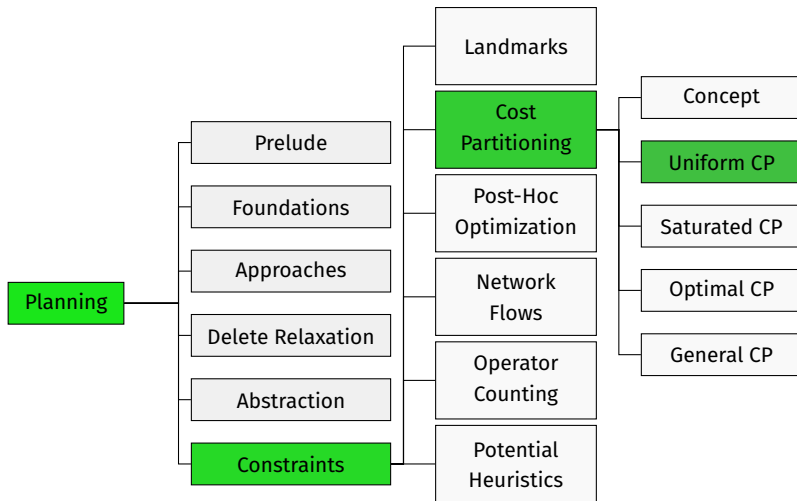 Planning
Prelude
Foundations
Approaches
Delete Relaxation
Abstraction
Constraints
Landmarks
Cost
Partitioning
Post-Hoc
Optimization
Network
Flows
Operator
Counting
Potential
Heuristics
Concept
Uniform CP
Saturated CP
Optimal CP
General CP